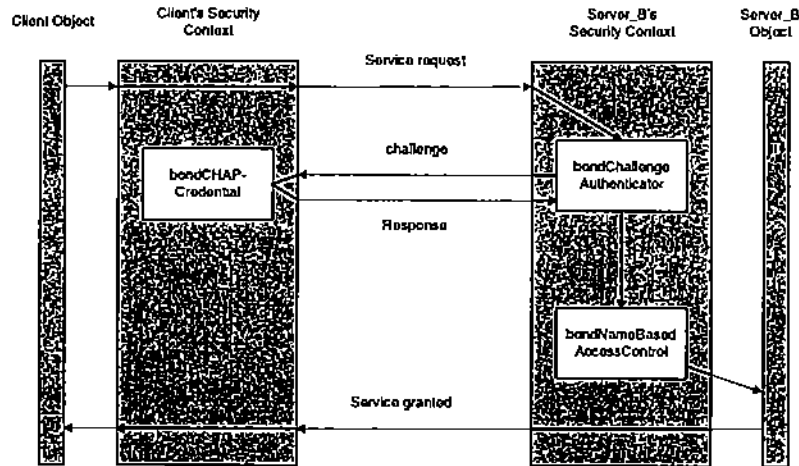 Client Object
Client's Security
Context
Server_B's
Security Context
Server_B
Object
Service request
challenge
bondCHAP-
Credential
bondChallenge
Authenticator
Response
bondNameBased
AccessControl
Service granted